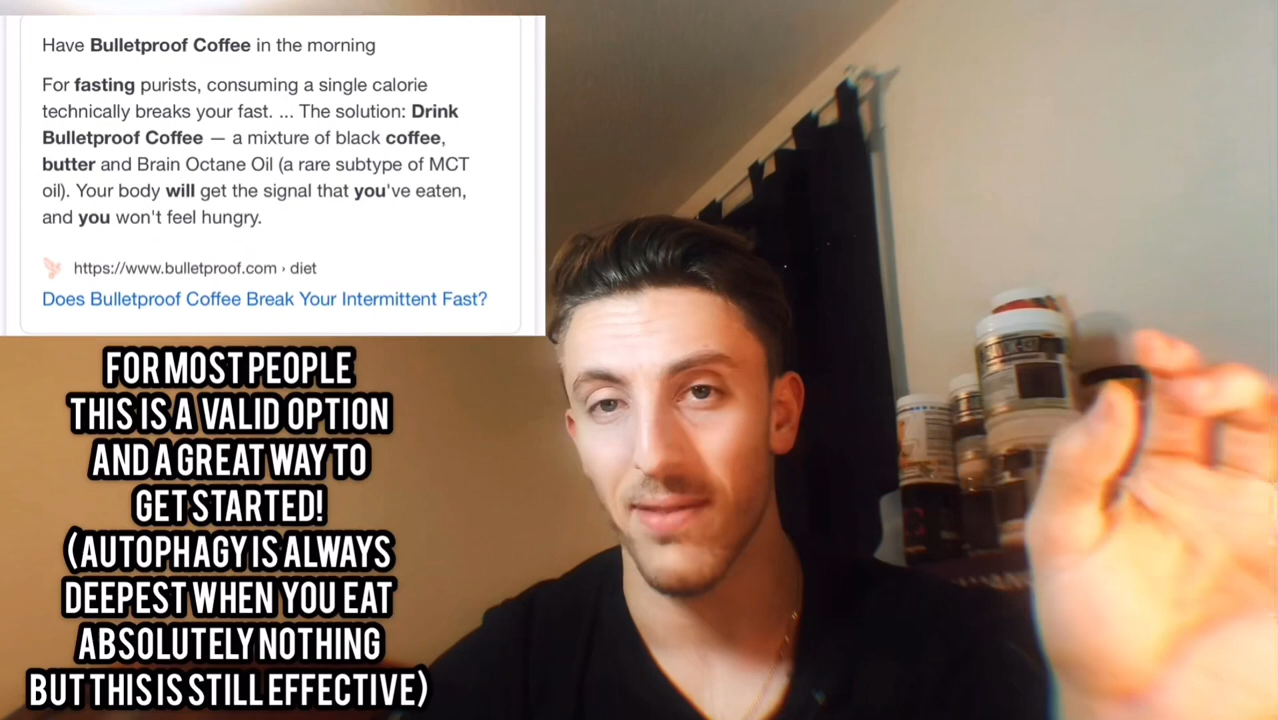 Have Bulletproof Coffee in the morning
For fasting purists, consuming a single calorie
technically breaks your fast. ... The solution: Drink
Bulletproof Coffee — a mixture of black coffee,
butter and Brain Octane Oil (a rare subtype of MCT
oil). Your body will get the signal that you've eaten,
and you won't feel hungry.
https://www.bulletproof.com › diet
Does Bulletproof Coffee Break Your Intermittent Fast?
FOR MOST PEOPLE
THIS IS A VALID OPTION
AND A GREAT WAY TO
GET STARTED!
(AUTOPHAGY IS ALWAYS
DEEPEST WHEN YOU EAT
ABSOLUTELY NOTHING
BUT THIS IS STILL EFFECTIVE)